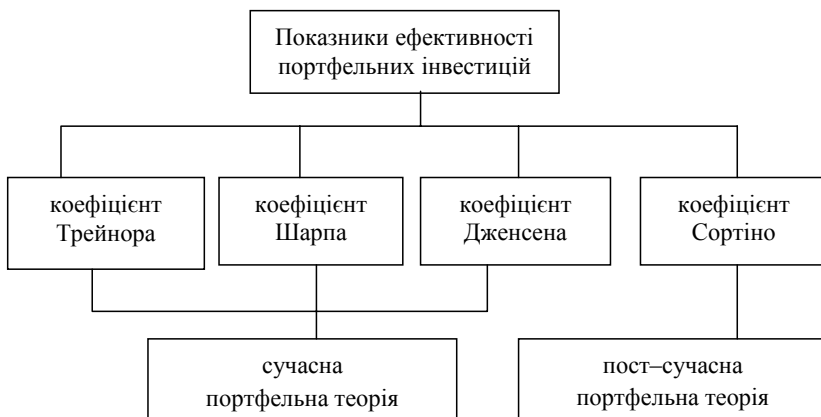 Показники ефективності
портфельних інвестицій
коефіцієнт
Трейнора
коефіцієнт
Шарпа
коефіцієнт
Дженсена
коефіцієнт
Сортіно
сучасна
портфельна теорія
пост–сучасна
портфельна теорія